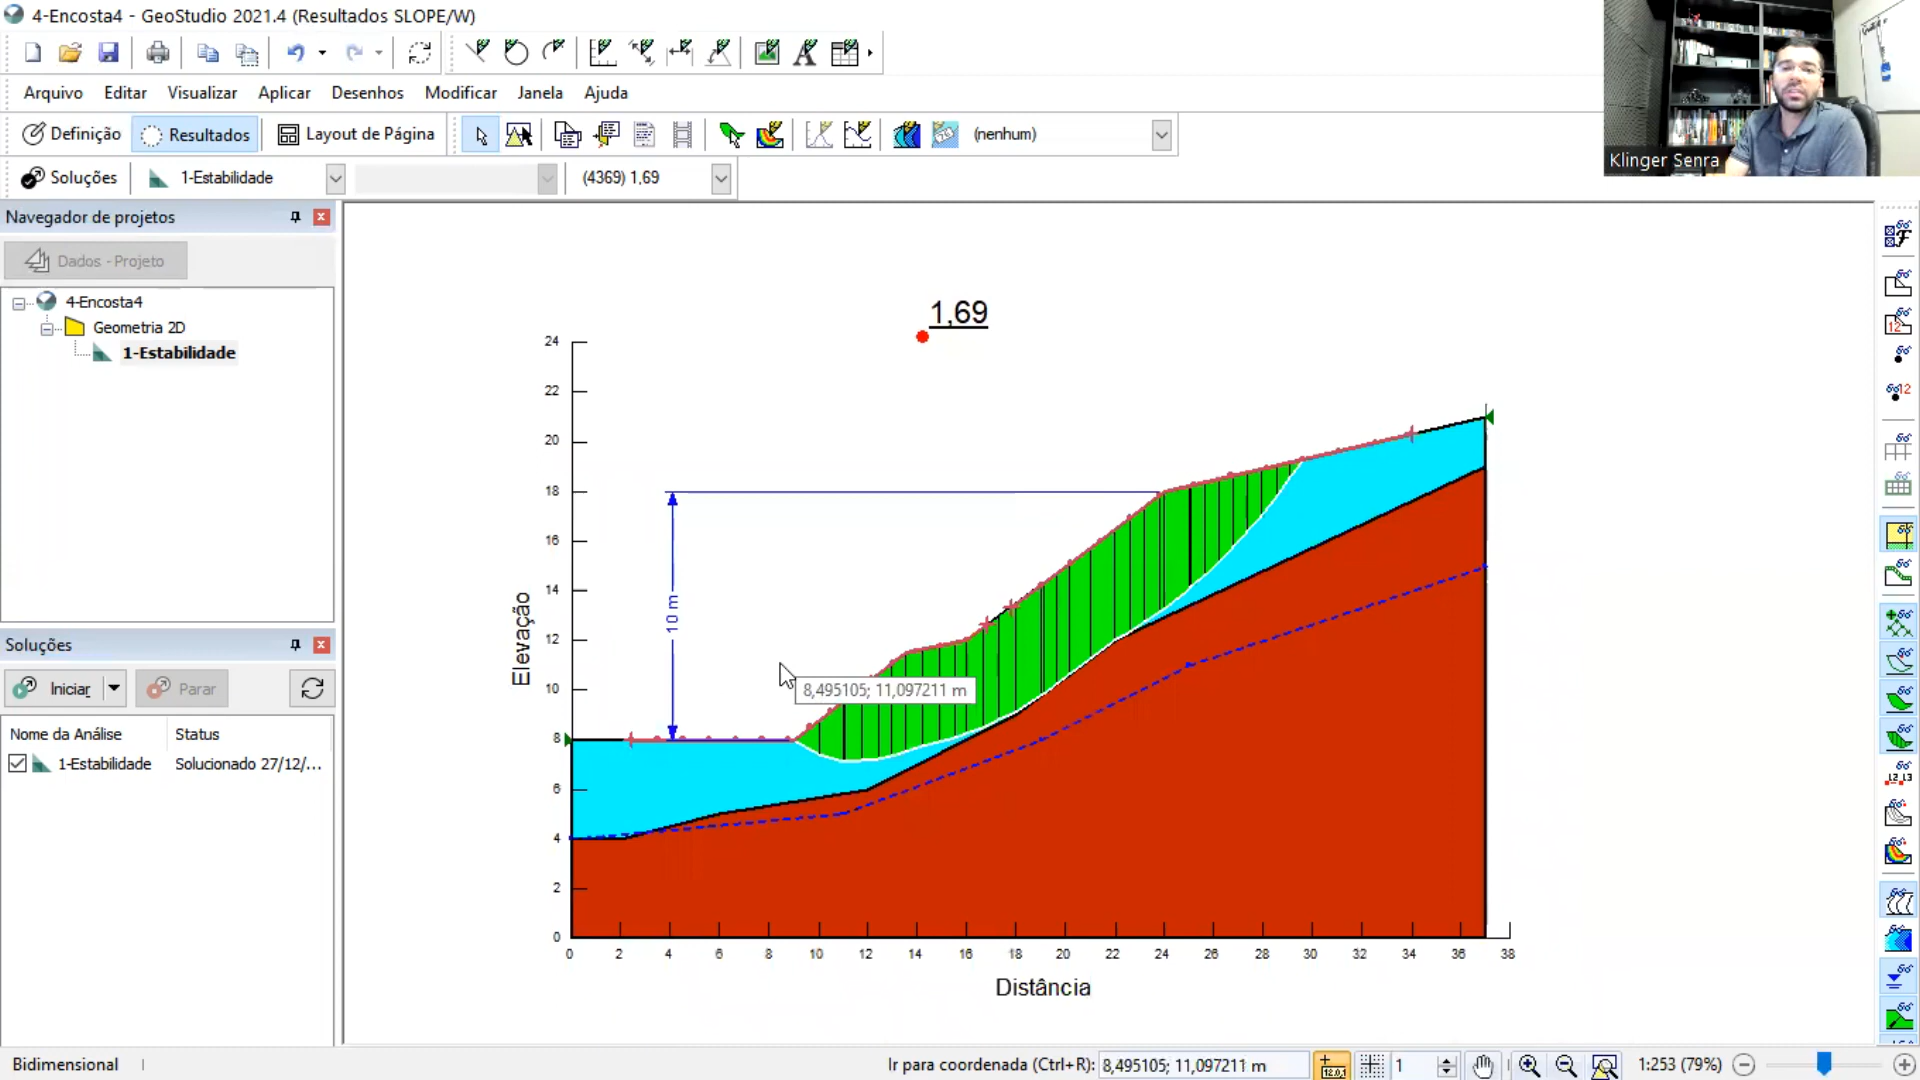 4-Encosta4 - GeoStudio 2021.4 (Resultados SLOPE/W)
Arquivo Editar Visualizar Aplicar Desenhos Modificar Janela Ajuda
Definição Resultados Layout de Página (nenhum)
Soluções 1-Estabilidade (4369) 1,69
Klinger Senra
Navegador de projetos
Dados - Projeto
4-Encosta4
Geometria 2D
1-Estabilidade
Soluções
Iniciar Parar
Nome da Análise Status
1-Estabilidade Solucionado 27/12/...
1,69
24
22
20
18
16
14
12
10
8
6
4
2
0
Elevação
10 m
8,495105; 11,097211 m
0 2 4 6 8 10 12 14 16 18 20 22 24 26 28 30 32 34 36 38
Distância
Bidimensional
Ir para coordenada (Ctrl+R): 8,495105; 11,097211 m 1 1:253 (79%)